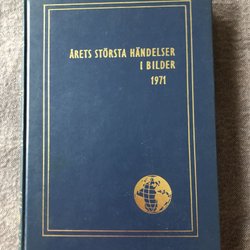 ÅRETS STÖRSTA HÄNDELSER
I BILDER
1971